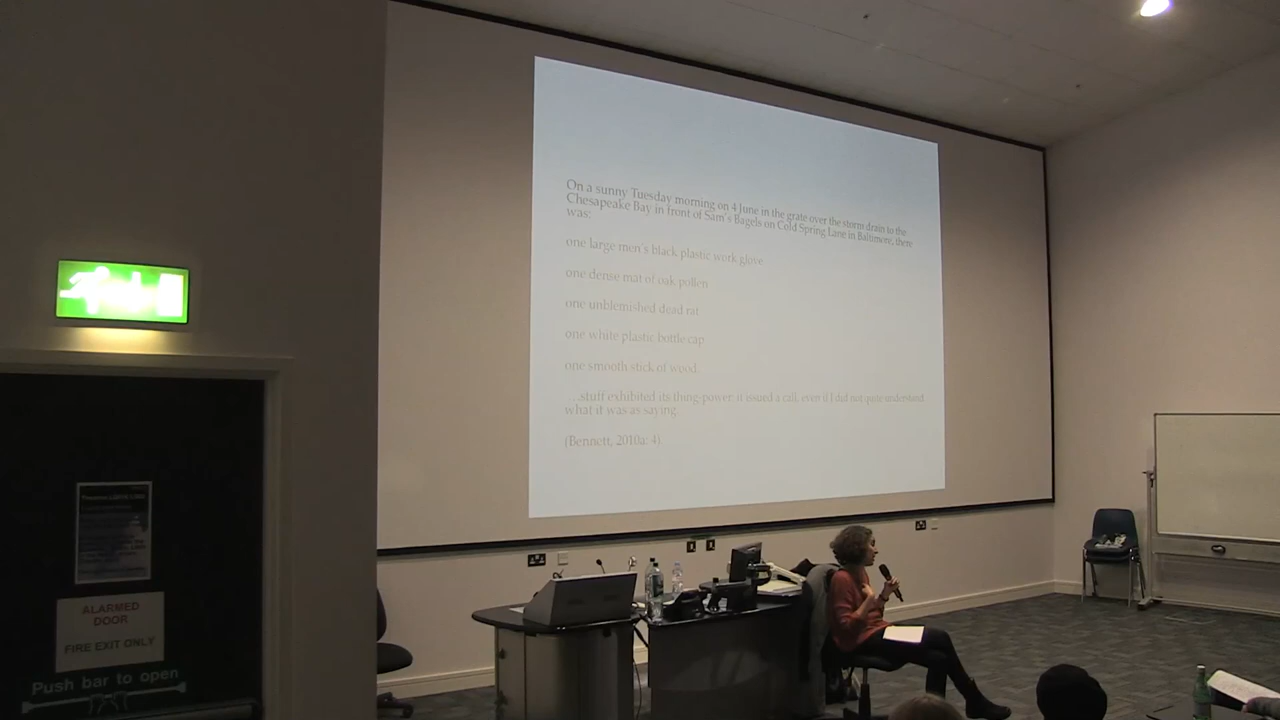 On a sunny Tuesday morning on 4 June in the grate over the storm drain to the
Chesapeake Bay in front of Sam's Bagels on Cold Spring Lane in Baltimore, there
was:
one large men's black plastic work glove
one dense mat of oak pollen
one unblemished dead rat
one white plastic bottle cap
one smooth stick of wood
…stuff exhibited its thing-power: it issued a call, even if I did not quite understand
what it was as saying.
(Bennett, 2010a: 4)
ALARMED
DOOR
FIRE EXIT ONLY
Push bar to open